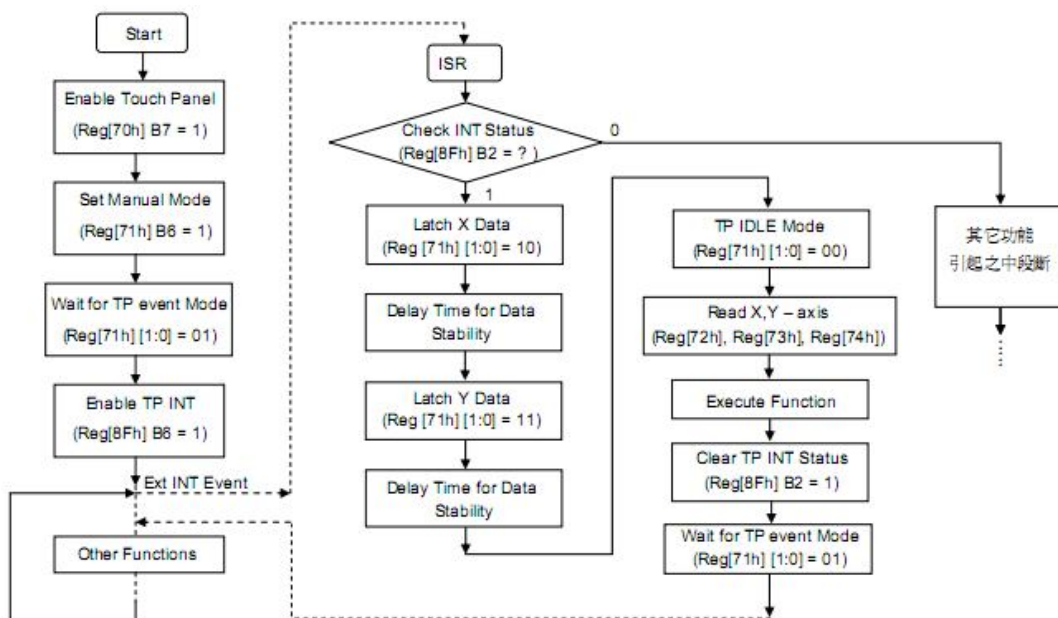 Start
Enable Touch Panel
(Reg[70h] B7 = 1)
Set Manual Mode
(Reg[71h] B6 = 1)
Wait for TP event Mode
(Reg[71h] [1:0] = 01)
Enable TP INT
(Reg[8Fh] B6 = 1)
Ext INT Event
Other Functions
ISR
Check INT Status
(Reg[8Fh] B2 = ? )
0
1
Latch X Data
(Reg [71h] [1:0] = 10)
Delay Time for Data
Stability
Latch Y Data
(Reg [71h] [1:0] = 11)
Delay Time for Data
Stability
TP IDLE Mode
(Reg[71h] [1:0] = 00)
Read X,Y – axis
(Reg[72h], Reg[73h], Reg[74h])
Execute Function
Clear TP INT Status
(Reg[8Fh] B2 = 1)
Wait for TP event Mode
(Reg[71h] [1:0] = 01)
其它功能
引起之中段斷